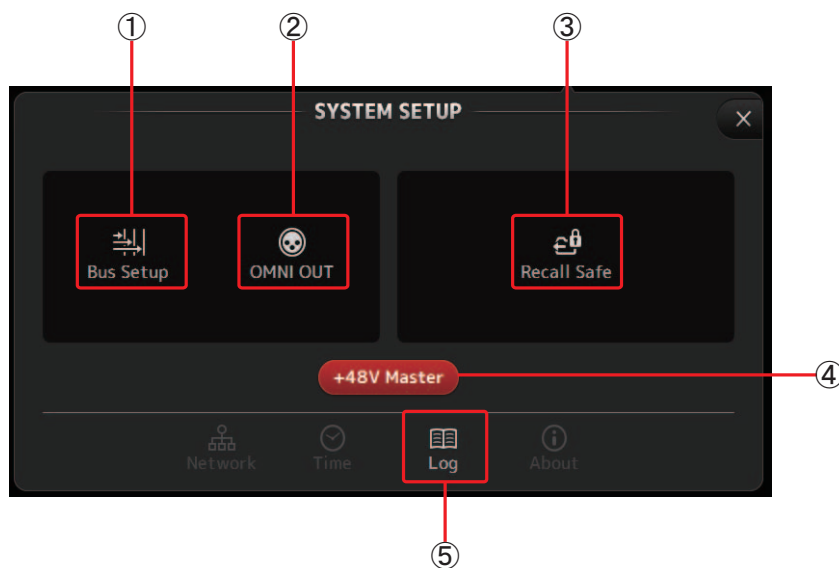 ① ② ③
SYSTEM SETUP
Bus Setup OMNI OUT Recall Safe
+48V Master
④
Network Time Log About
⑤